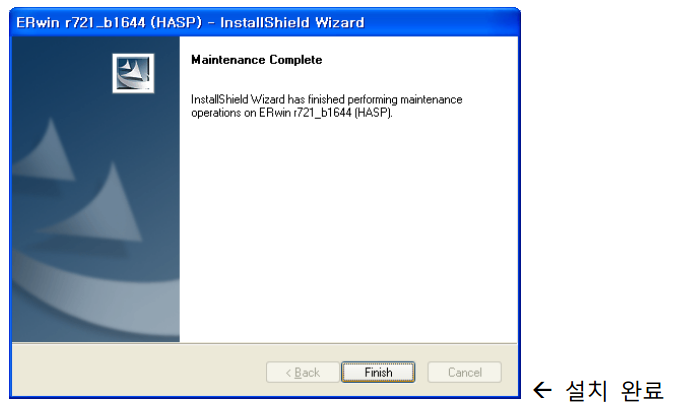 ERwin r721_b1644 (HASP) - InstallShield Wizard
Maintenance Complete
InstallShield Wizard has finished performing maintenance
operations on ERwin r721_b1644 (HASP).
< Back Finish Cancel
← 설치 완료